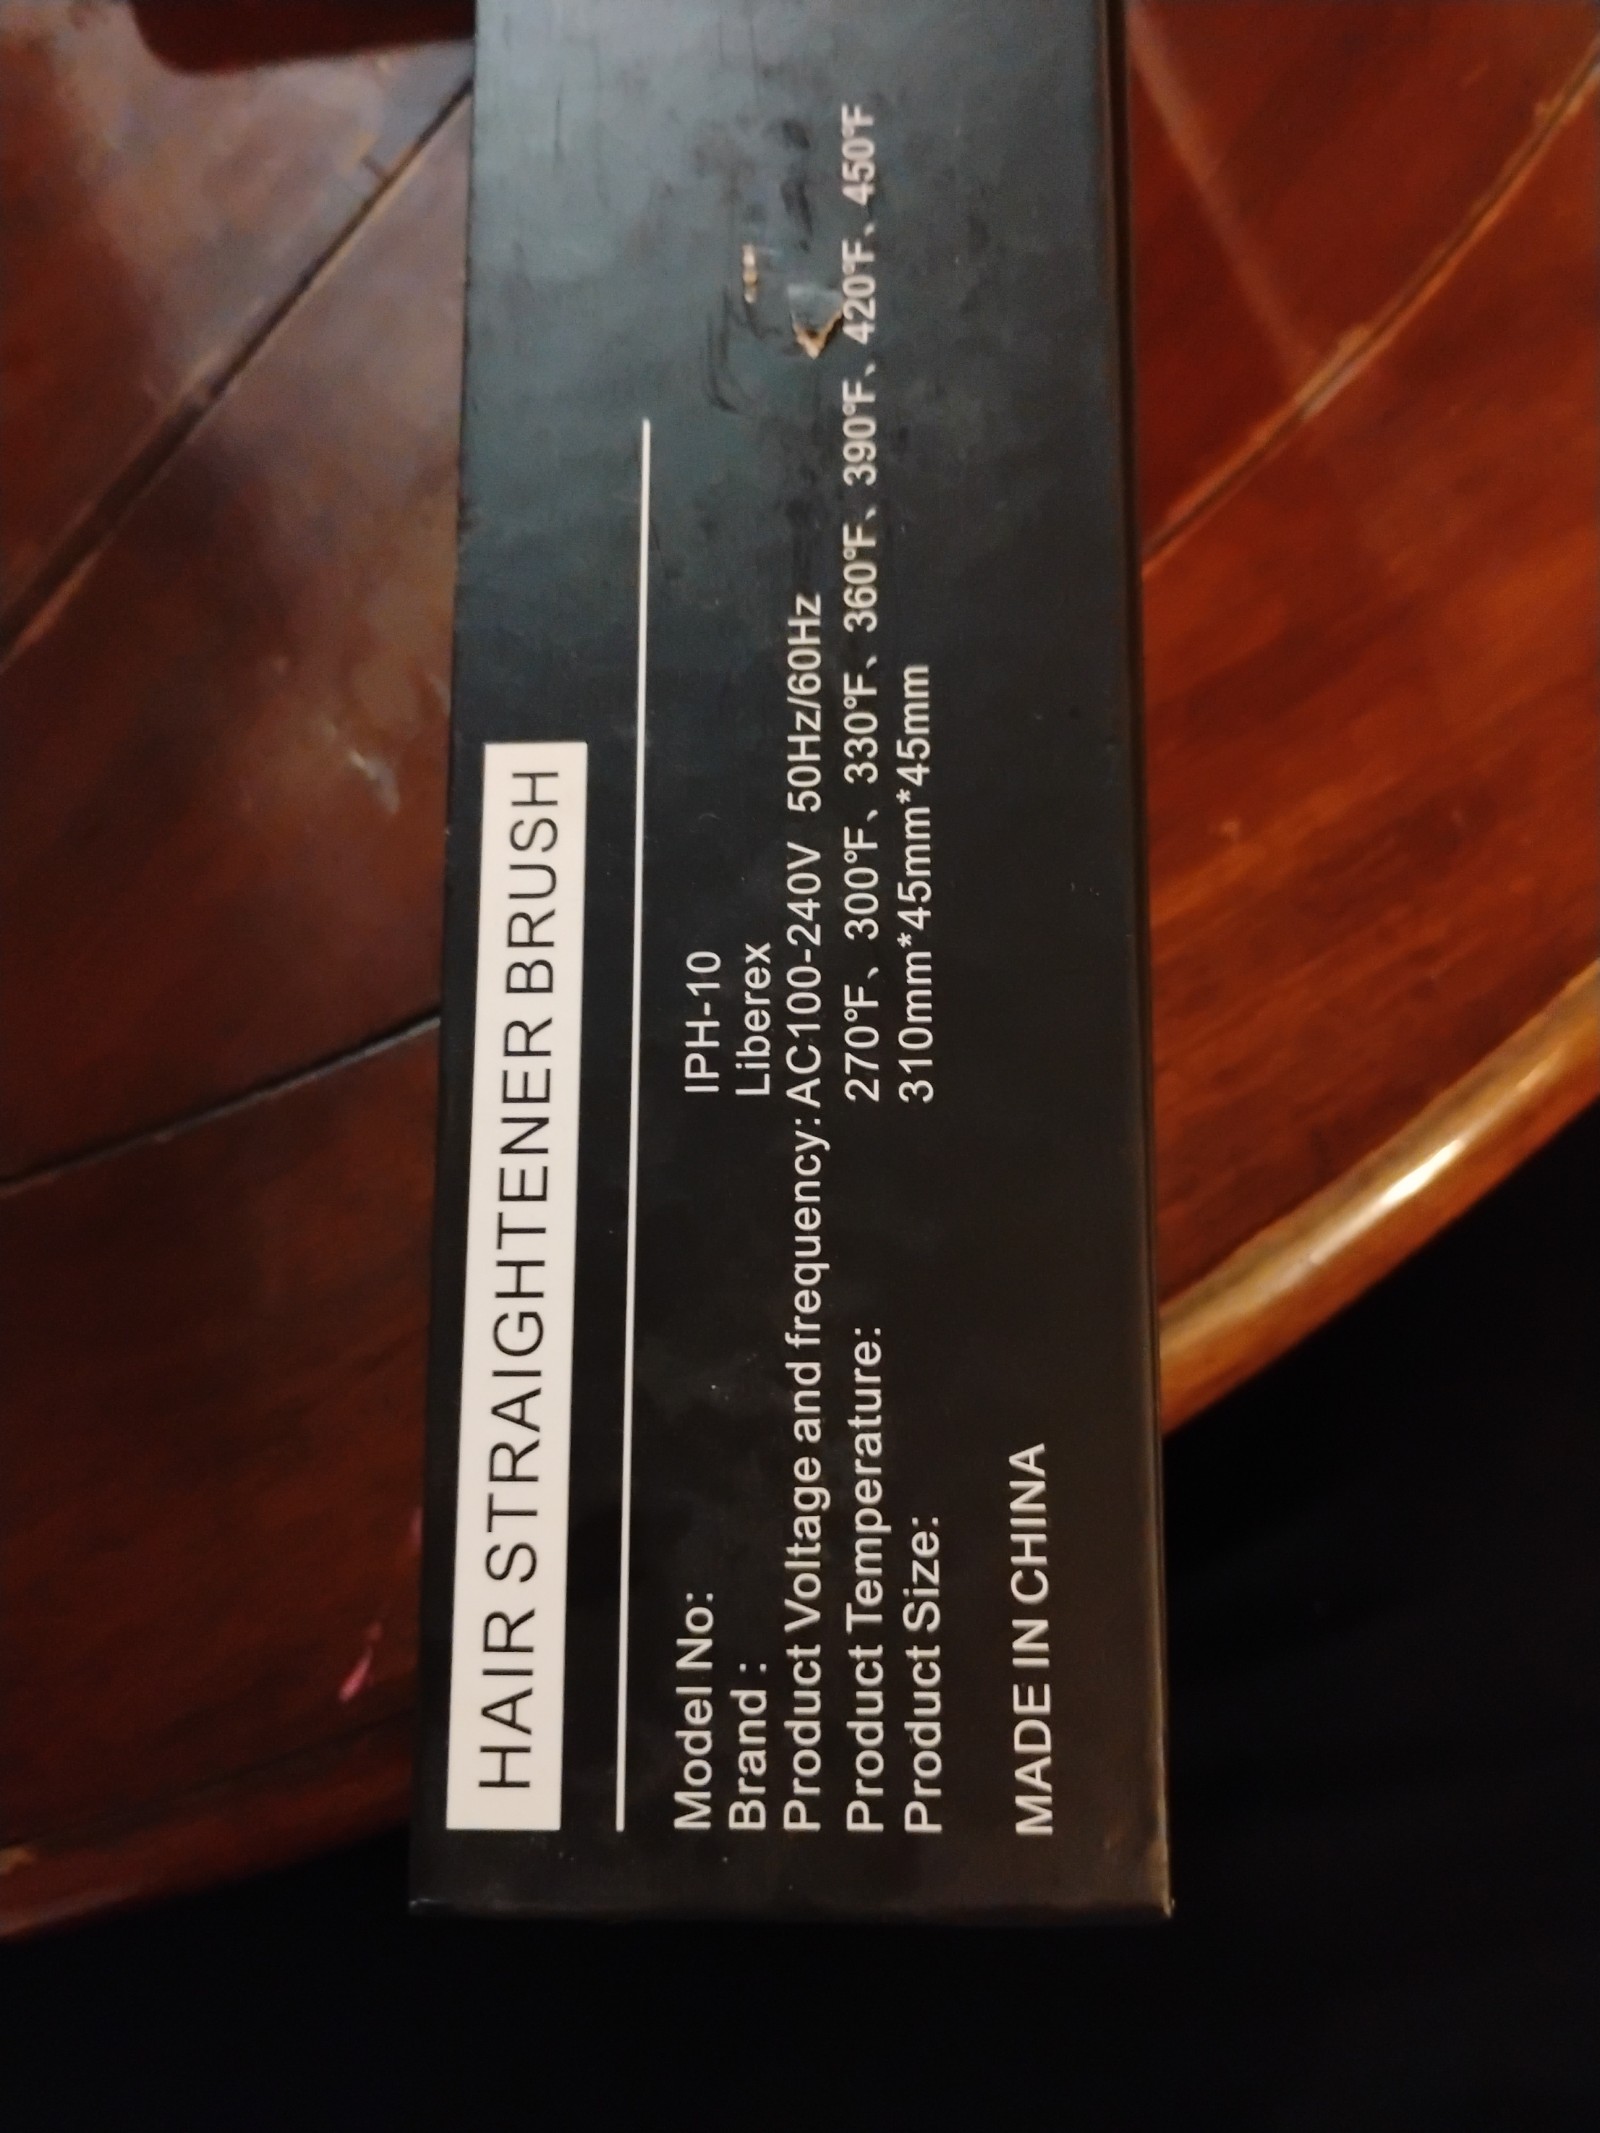 HAIR STRAIGHTENER BRUSH
Model No: IPH-10
Brand : Liberex
Product Voltage and frequency: AC100-240V 50Hz/60Hz
Product Temperature: 270℉、300℉、330℉、360℉、390℉、420℉、450℉
Product Size: 310mm*45mm*45mm
MADE IN CHINA